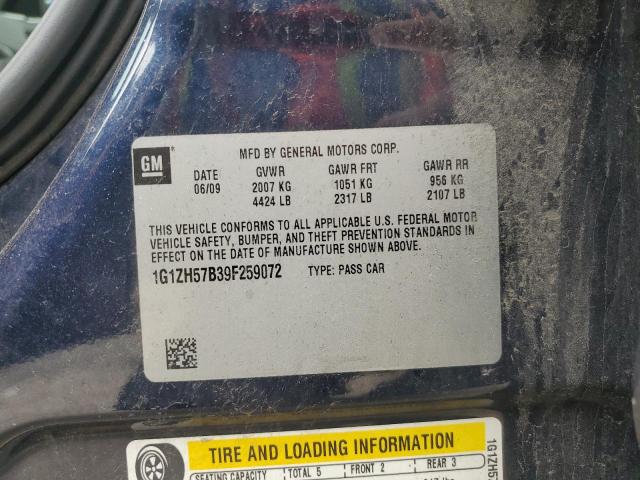 GM
MFD BY GENERAL MOTORS CORP.
DATE GVWR GAWR FRT GAWR RR
06/09 2007 KG 1051 KG 956 KG
4424 LB 2317 LB 2107 LB
THIS VEHICLE CONFORMS TO ALL APPLICABLE U.S. FEDERAL MOTOR
VEHICLE SAFETY, BUMPER, AND THEFT PREVENTION STANDARDS IN
EFFECT ON THE DATE OF MANUFACTURE SHOWN ABOVE.
1G1ZH57B39F259072 TYPE: PASS CAR
TIRE AND LOADING INFORMATION
SEATING CAPACITY TOTAL 5 FRONT 2 REAR 3
1G1ZH5